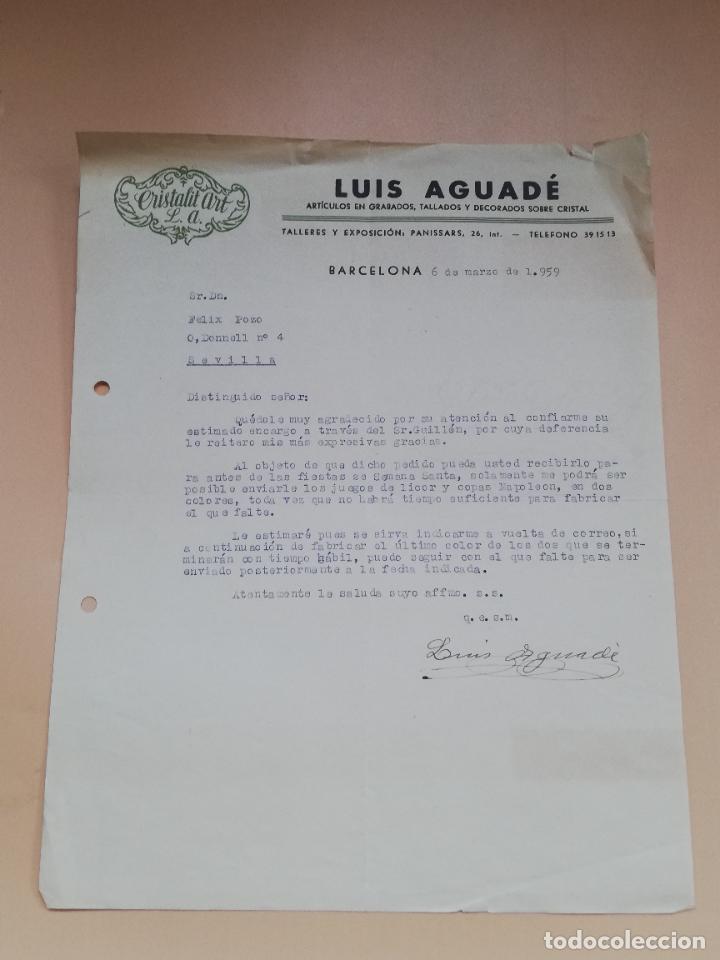 Cristalit Art
L. A.
LUIS AGUADÉ
ARTÍCULOS EN GRABADOS, TALLADOS Y DECORADOS SOBRE CRISTAL
TALLERES Y EXPOSICIÓN: PANISSARS, 26, Int. — TELEFONO 39 15 13
BARCELONA 6 de marzo de 1.959
Sr.Dn.
Felix Pozo
O,Donnell nº 4
Sevilla
Distinguido señor:
Quédole muy agradecido por su atención al confiarme su
estimado encargo a través del Sr.Guillén, por cuya deferencia
le reitero mis más expresivas gracias.
Al objeto de que dicho pedido pueda usted recibirlo pa-
ra antes de las fiestas se Semana Santa, solamente me podrá ser
posible enviarle los juegos de licor y copas Napoleon, en dos
colores, toda vez que no habrá tiempo suficiente para fabricar
el que falte.
Le estimaré pues se sirva indicarme a vuelta de correo,si
a continuación de fabricar el último color de los dos que se ter-
minarán con tiempo hábil, puedo seguir con el que falte para ser
enviado posteriormente a la fecha indicada.
Atentamente le saluda suyo affmo. s.s.
q. e. s.m.
Luis Aguadé
todocoleccion